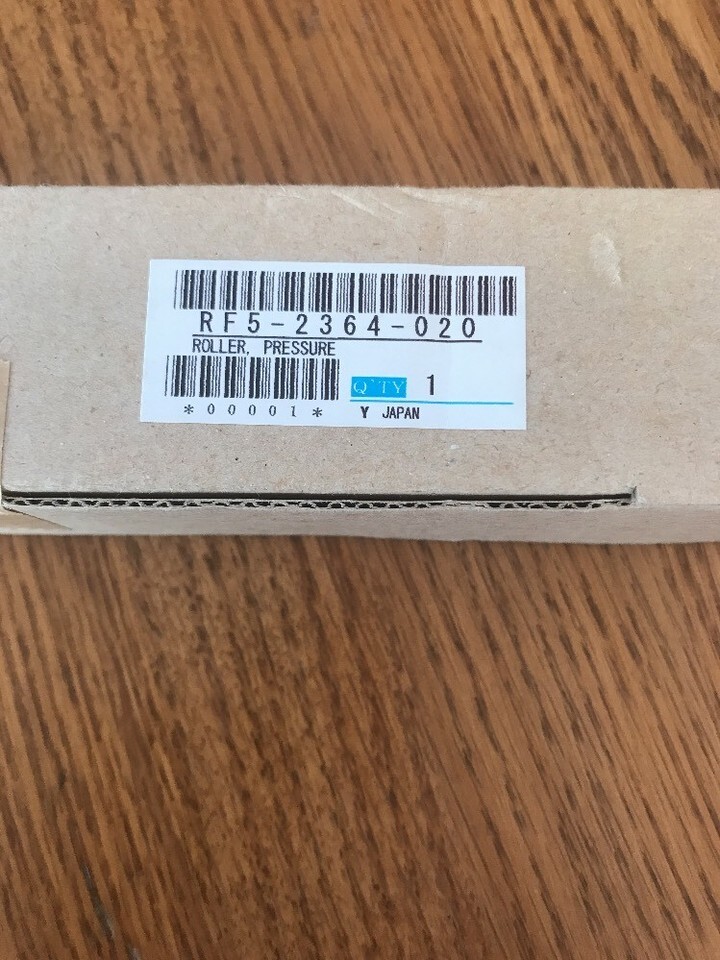 RF5-2364-020
ROLLER, PRESSURE
Q`TY 1
*00001* Y JAPAN